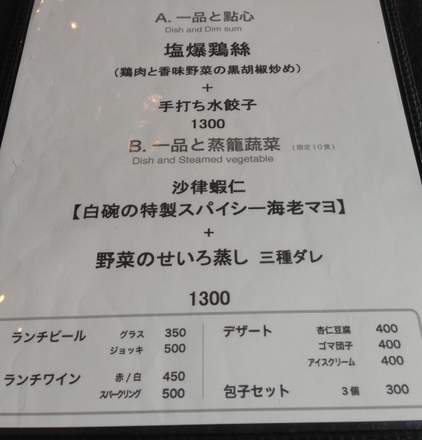 A. 一品と點心
Dish and Dim sum
塩爆鶏絲
（鶏肉と香味野菜の黒胡椒炒め）
+
手打ち水餃子
1300
B. 一品と蒸籠蔬菜 （限定１０食）
Dish and Steamed vegetable
沙律蝦仁
【白碗の特製スパイシー海老マヨ】
+
野菜のせいろ蒸し 三種ダレ
1300
ランチビール グラス 350
ジョッキ 500
ランチワイン 赤 / 白 450
スパークリング 500
デザート 杏仁豆腐 400
ゴマ団子 400
アイスクリーム 400
包子セット ３個 300